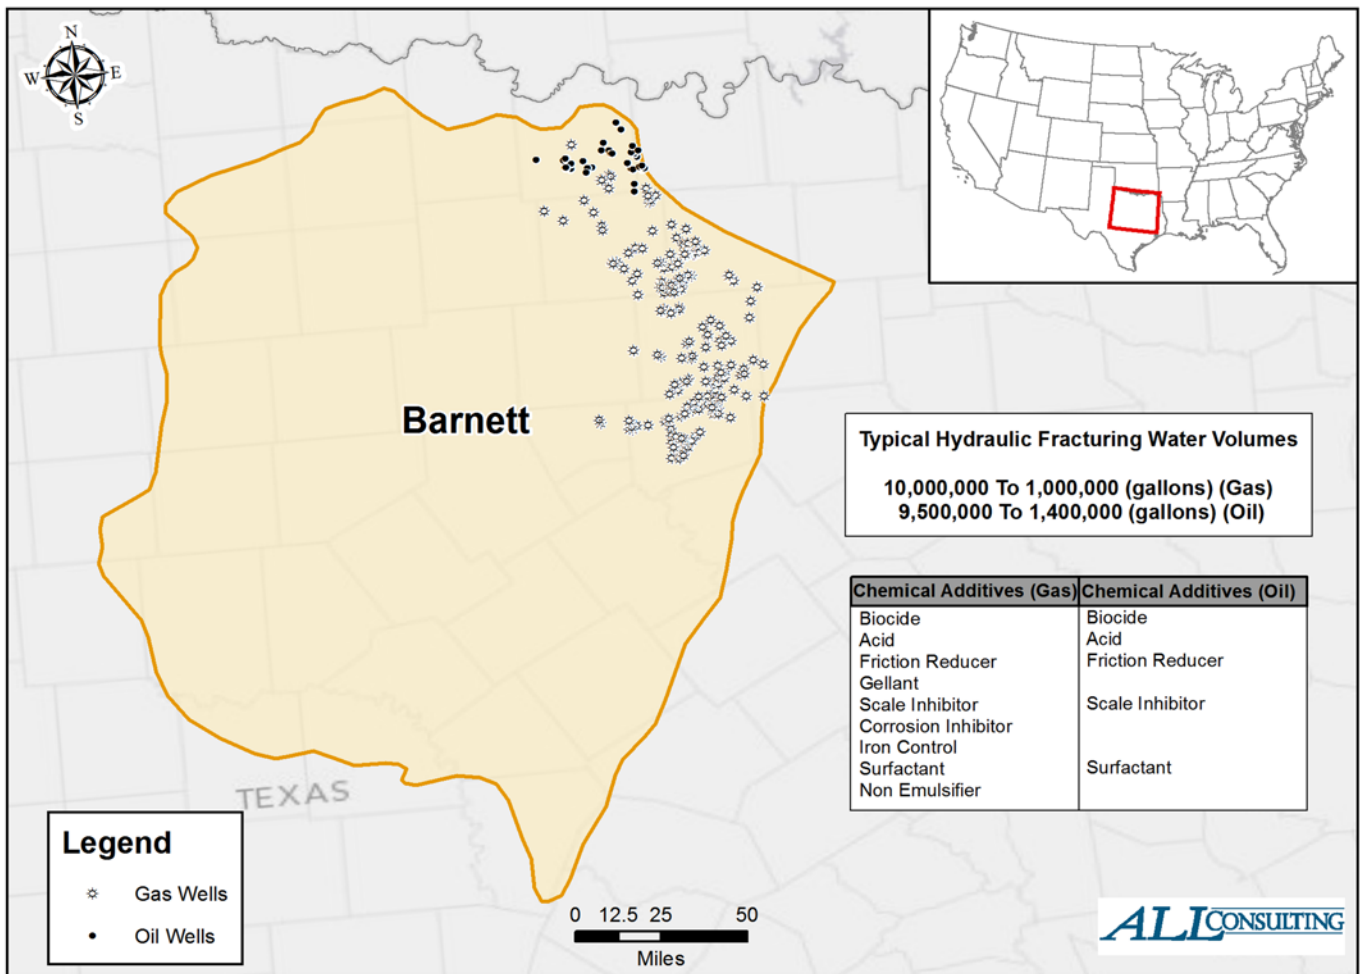 N
W E
S
Barnett
TEXAS
Typical Hydraulic Fracturing Water Volumes
10,000,000 To 1,000,000 (gallons) (Gas)
9,500,000 To 1,400,000 (gallons) (Oil)
Chemical Additives (Gas) Chemical Additives (Oil)
Biocide Biocide
Acid Acid
Friction Reducer Friction Reducer
Gellant
Scale Inhibitor Scale Inhibitor
Corrosion Inhibitor
Iron Control
Surfactant Surfactant
Non Emulsifier
Legend
Gas Wells
Oil Wells
0 12.5 25 50
Miles
ALL CONSULTING